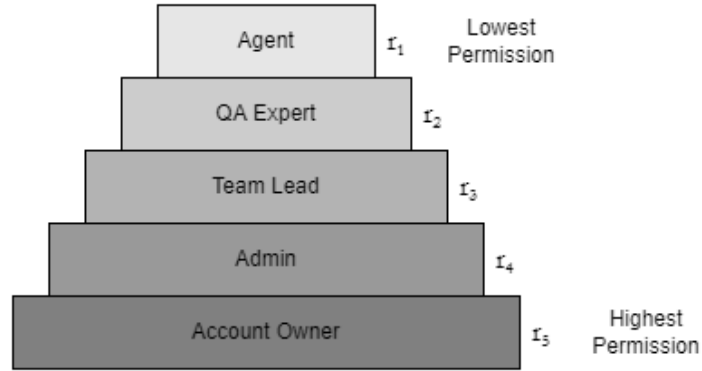 Agent
r₁
Lowest
Permission
QA Expert
r₂
Team Lead
r₃
Admin
r₄
Account Owner
r₅
Highest
Permission